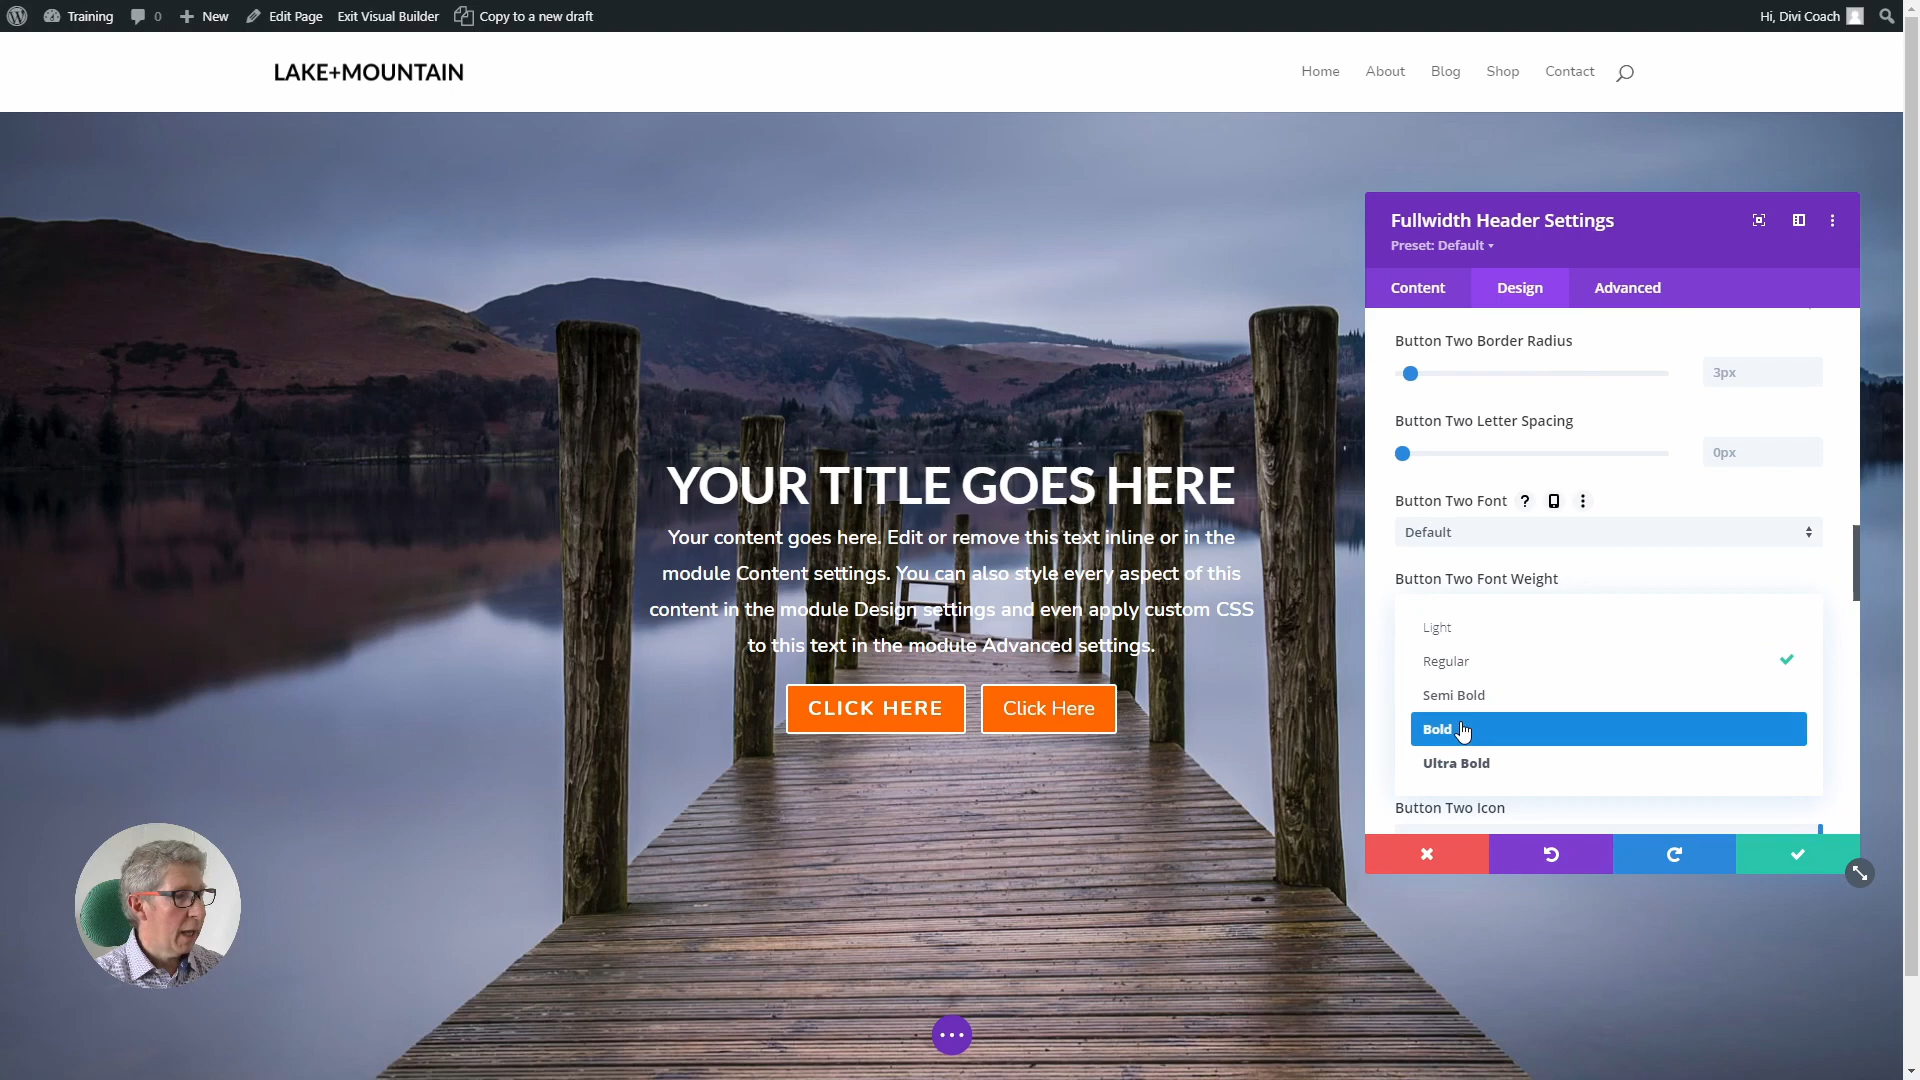 Training
0
New
Edit Page
Exit Visual Builder
Copy to a new draft
Hi, Divi Coach
LAKE+MOUNTAIN
Home
About
Blog
Shop
Contact
YOUR TITLE GOES HERE
Your content goes here. Edit or remove this text inline or in the
module Content settings. You can also style every aspect of this
content in the module Design settings and even apply custom CSS
to this text in the module Advanced settings.
CLICK HERE
Click Here
Fullwidth Header Settings
Preset: Default
Content
Design
Advanced
Button Two Border Radius
3px
Button Two Letter Spacing
0px
Button Two Font ?
Default
Button Two Font Weight
Light
Regular
Semi Bold
Bold
Ultra Bold
Button Two Icon